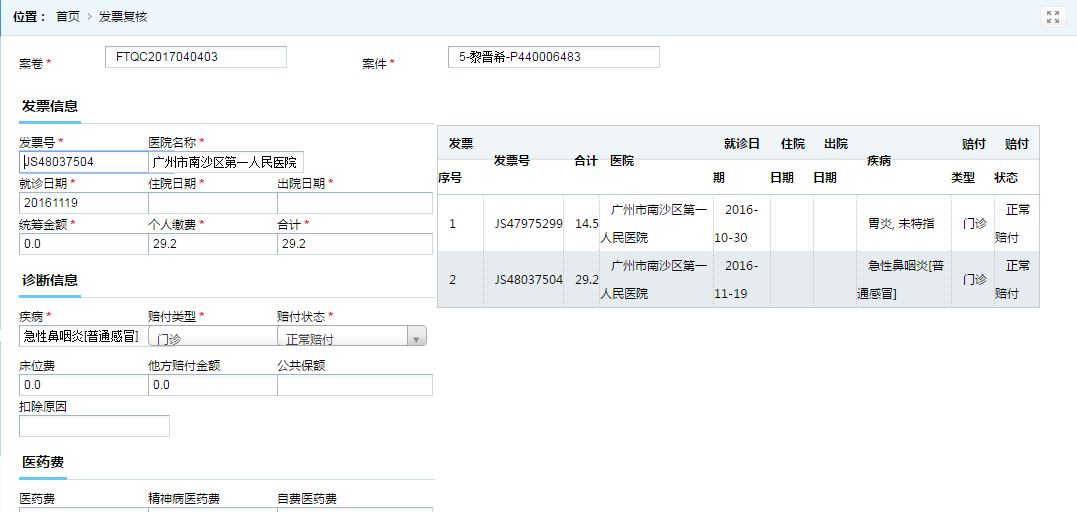 位置： 首页 > 发票复核
案卷 * FTQC2017040403 案件 * 5-黎晋希-P440006483
发票信息
发票号 * 医院名称 *
JS48037504 广州市南沙区第一人民医院
就诊日期 * 住院日期 * 出院日期 *
20161119
统筹金额 * 个人缴费 * 合计 *
0.0 29.2 29.2
诊断信息
疾病 * 赔付类型 * 赔付状态 *
急性鼻咽炎[普通感冒] 门诊 正常赔付
床位费 他方赔付金额 公共保额
0.0 0.0
扣除原因
医药费
医药费 精神病医药费 自费医药费
发票序号 发票号 合计 医院 就诊日期 住院日期 出院日期 疾病 赔付类型 赔付状态
1 JS47975299 14.5 广州市南沙区第一人民医院 2016-10-30 胃炎, 未特指 门诊 正常赔付
2 JS48037504 29.2 广州市南沙区第一人民医院 2016-11-19 急性鼻咽炎[普通感冒] 门诊 正常赔付